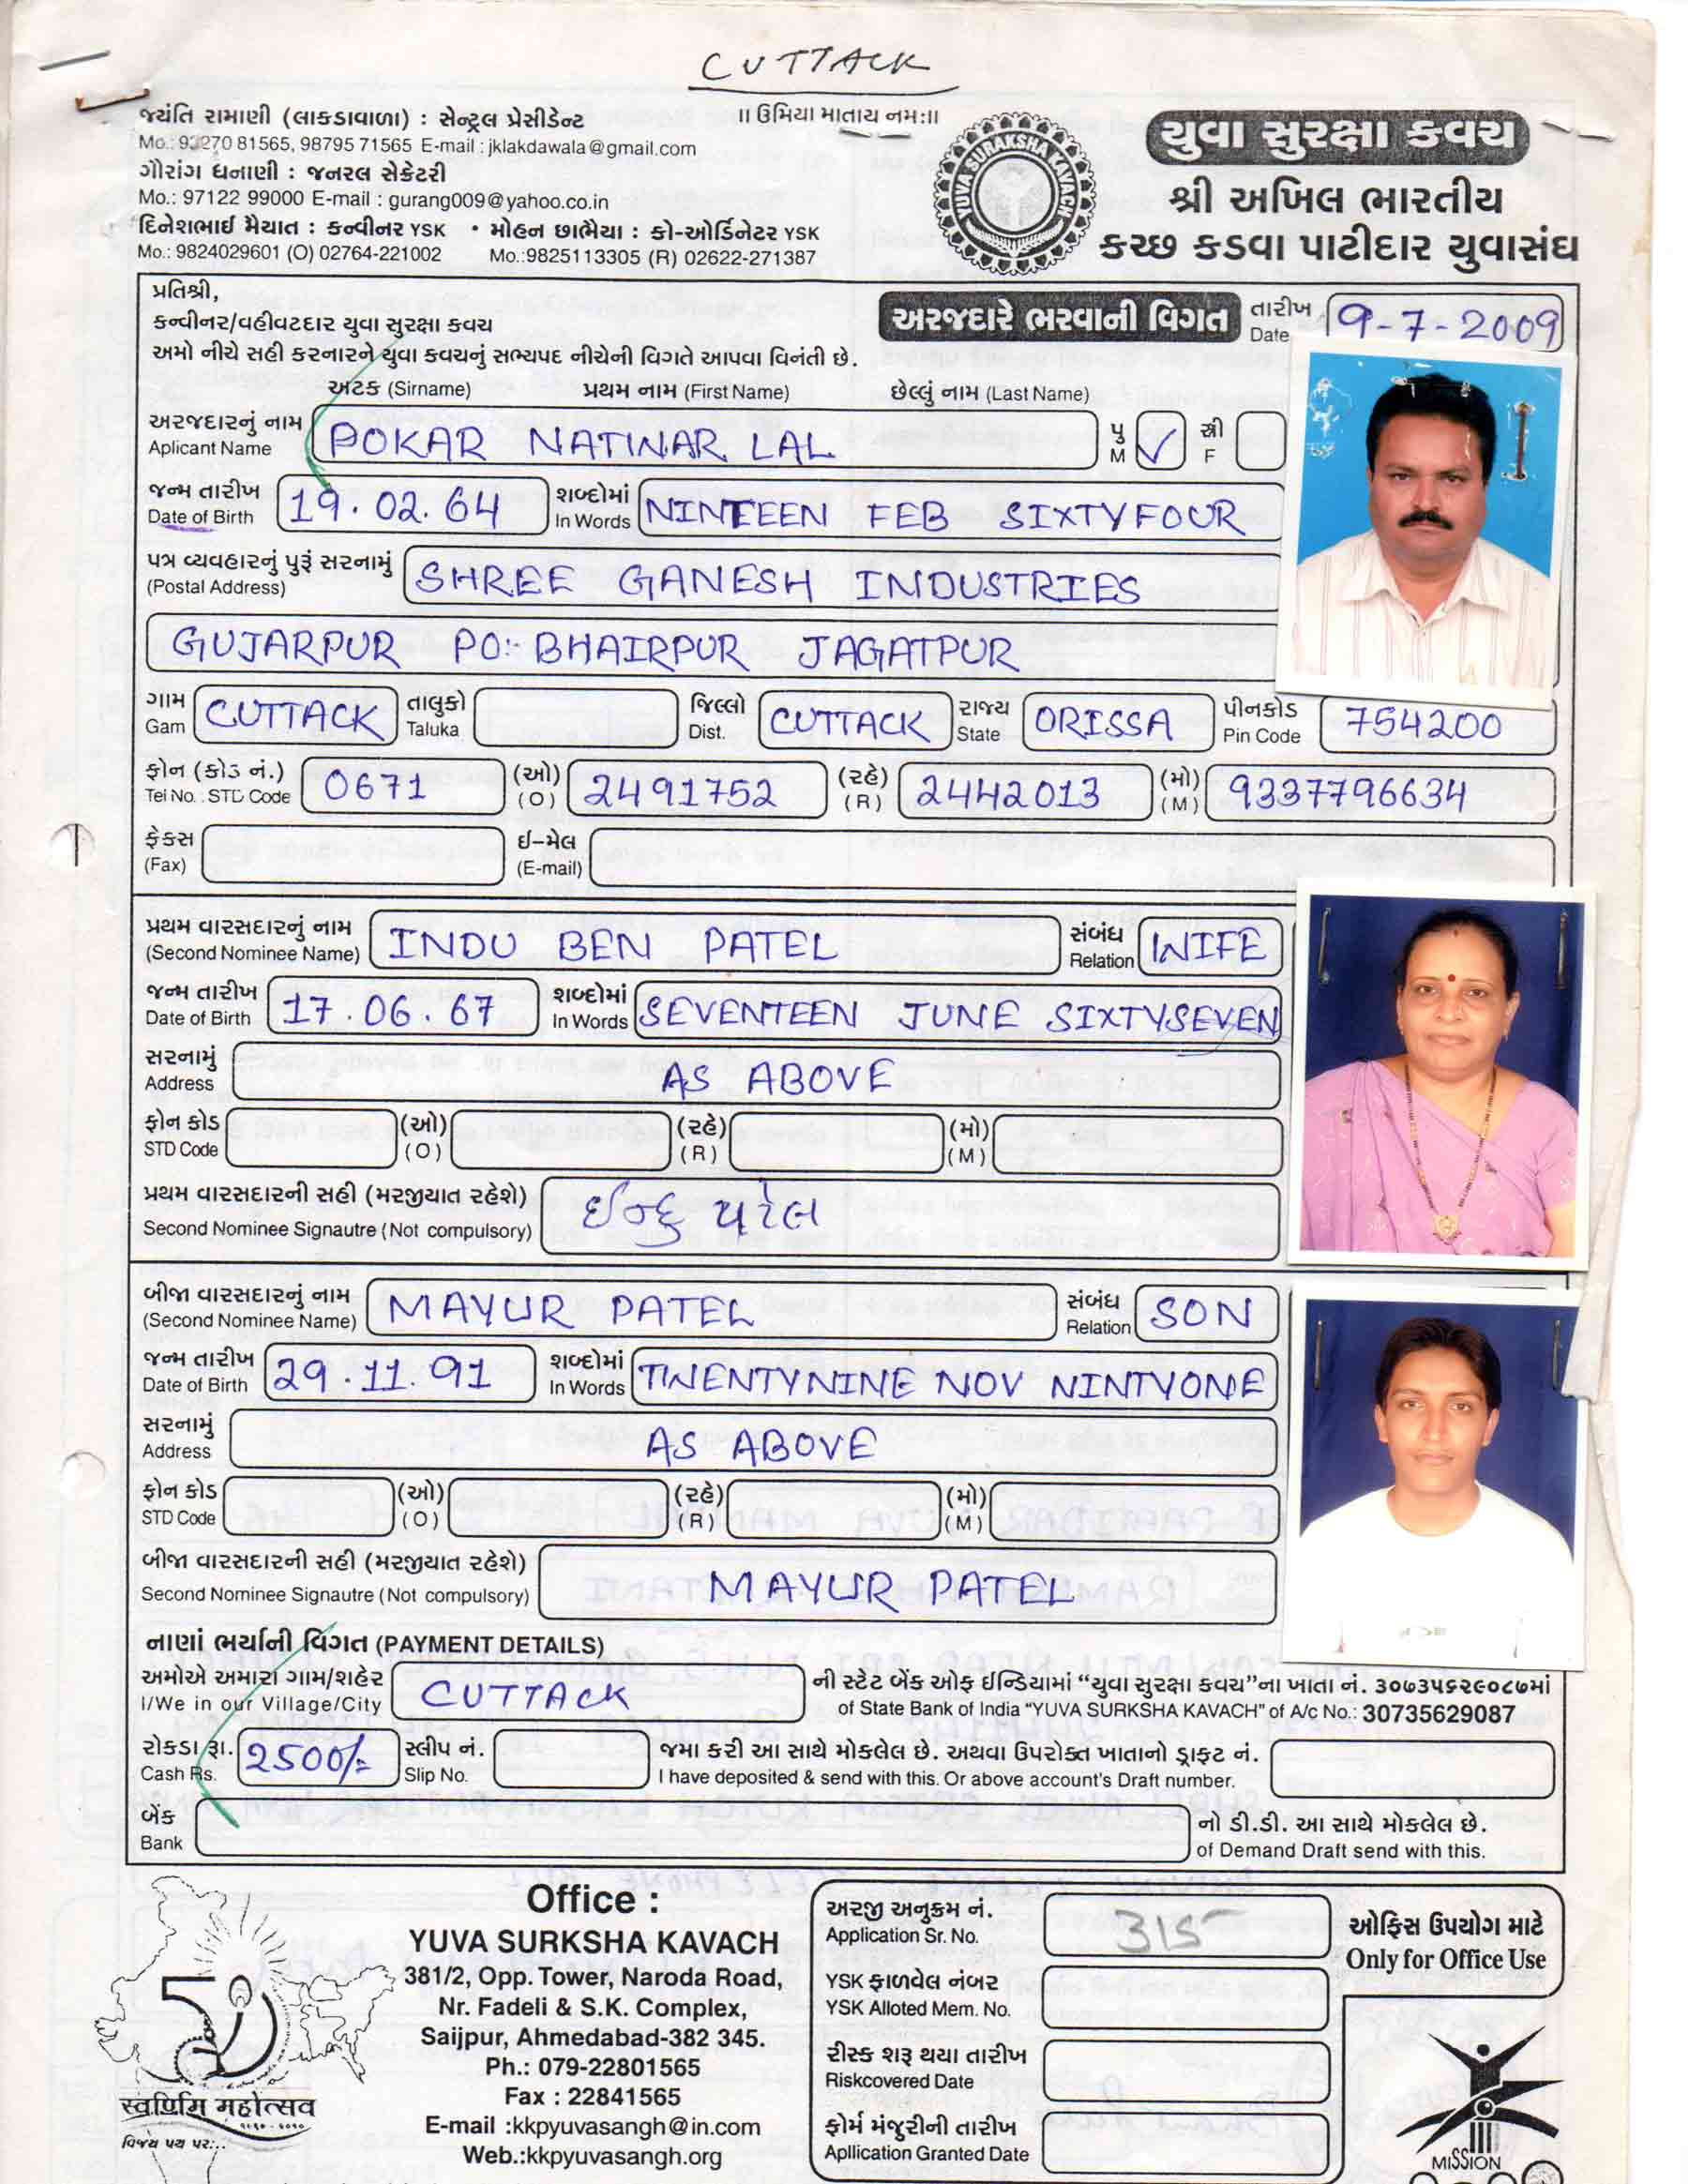 CUTTACK
જયંતિ રામાણી (લાકડાવાળા) : સેન્ટ્રલ પ્રેસીડેન્ટ
Mo.: 93270 81565, 98795 71565 E-mail : jklakdawala@gmail.com
ગૌરાંગ ધનાણી : જનરલ સેક્રેટરી
Mo.: 97122 99000 E-mail : gurang009@yahoo.co.in
દિનેશભાઈ મૈયાત : કન્વીનર YSK • મોહન છાભૈયા : કો-ઓર્ડિનેટર YSK
Mo.: 9824029601 (O) 02764-221002 Mo.:9825113305 (R) 02622-271387
॥ ઉમિયા માતાય નમઃ॥
YUVA SURAKSHA KAVACH
યુવા સુરક્ષા કવચ
શ્રી અખિલ ભારતીય
કચ્છ કડવા પાટીદાર યુવાસંઘ
પ્રતિશ્રી,
કન્વીનર/વહીવટદાર યુવા સુરક્ષા કવચ
અરજદારે ભરવાની વિગત તારીખ Date 9-7-2009
અમો નીચે સહી કરનારને યુવા કવચનું સભ્યપદ નીચેની વિગતે આપવા વિનંતી છે.
અટક (Sirname) પ્રથમ નામ (First Name) છેલ્લું નામ (Last Name)
અરજદારનું નામ Aplicant Name POKAR NATINAR LAL પુ M ✓ સ્ત્રી F
જન્મ તારીખ Date of Birth 19.02.64 શબ્દોમાં In Words NINTEEN FEB SIXTYFOUR
પત્ર વ્યવહારનું પુરૂં સરનામું (Postal Address) SHREE GANESH INDUSTRIES
GUJARPUR PO:- BHAIRPUR JAGATPUR
ગામ Gam CUTTACK તાલુકો Taluka જિલ્લો Dist. CUTTACK રાજ્ય State ORISSA પીનકોડ Pin Code 754200
ફોન (કોડ નં.) Tel No. STD Code 0671 (ઓ) (O) 2491752 (રહે) (R) 2442013 (મો) (M) 9337796634
ફેક્સ (Fax) ઈ-મેલ (E-mail)
પ્રથમ વારસદારનું નામ (Second Nominee Name) INDU BEN PATEL સંબંધ Relation WIFE
જન્મ તારીખ Date of Birth 17.06.67 શબ્દોમાં In Words SEVENTEEN JUNE SIXTYSEVEN
સરનામું Address AS ABOVE
ફોન કોડ STD Code (ઓ) (O) (રહે) (R) (મો) (M)
પ્રથમ વારસદારની સહી (મરજીયાત રહેશે) Second Nominee Signautre (Not compulsory) ઈન્દુ પટેલ
બીજા વારસદારનું નામ (Second Nominee Name) MAYUR PATEL સંબંધ Relation SON
જન્મ તારીખ Date of Birth 29.11.91 શબ્દોમાં In Words TWENTYNINE NOV NINTYONE
સરનામું Address AS ABOVE
ફોન કોડ STD Code (ઓ) (O) (રહે) (R) (મો) (M)
બીજા વારસદારની સહી (મરજીયાત રહેશે) Second Nominee Signautre (Not compulsory) MAYUR PATEL
નાણાં ભર્યાની વિગત (PAYMENT DETAILS)
અમોએ અમારા ગામ/શહેર CUTTACK ની સ્ટેટ બેંક ઓફ ઈન્ડિયામાં “યુવા સુરક્ષા કવચ”ના ખાતા નં. ૩૦૭૩૫૬૨૯૦૮૭માં
I/We in our Village/City of State Bank of India “YUVA SURKSHA KAVACH” of A/c No.: 30735629087
રોકડા રૂા. 2500/- સ્લીપ નં. જમા કરી આ સાથે મોકલેલ છે. અથવા ઉપરોક્ત ખાતાનો ડ્રાફ્ટ નં.
Cash Rs. Slip No. I have deposited & send with this. Or above account's Draft number.
બેંક Bank નો ડી.ડી. આ સાથે મોકલેલ છે.
of Demand Draft send with this.
સ્વર્ણિમ મહોત્સવ
વિજય પથ પર...
Office :
YUVA SURKSHA KAVACH
381/2, Opp. Tower, Naroda Road,
Nr. Fadeli & S.K. Complex,
Saijpur, Ahmedabad-382 345.
Ph.: 079-22801565
Fax : 22841565
E-mail :kkpyuvasangh@in.com
Web.:kkpyuvasangh.org
અરજી અનુક્રમ નં. Application Sr. No. 315
YSK ફાળવેલ નંબર YSK Alloted Mem. No.
રીસ્ક શરૂ થયા તારીખ Riskcovered Date
ફોર્મ મંજુરીની તારીખ Apllication Granted Date
ઓફિસ ઉપયોગ માટે
Only for Office Use
MISSION